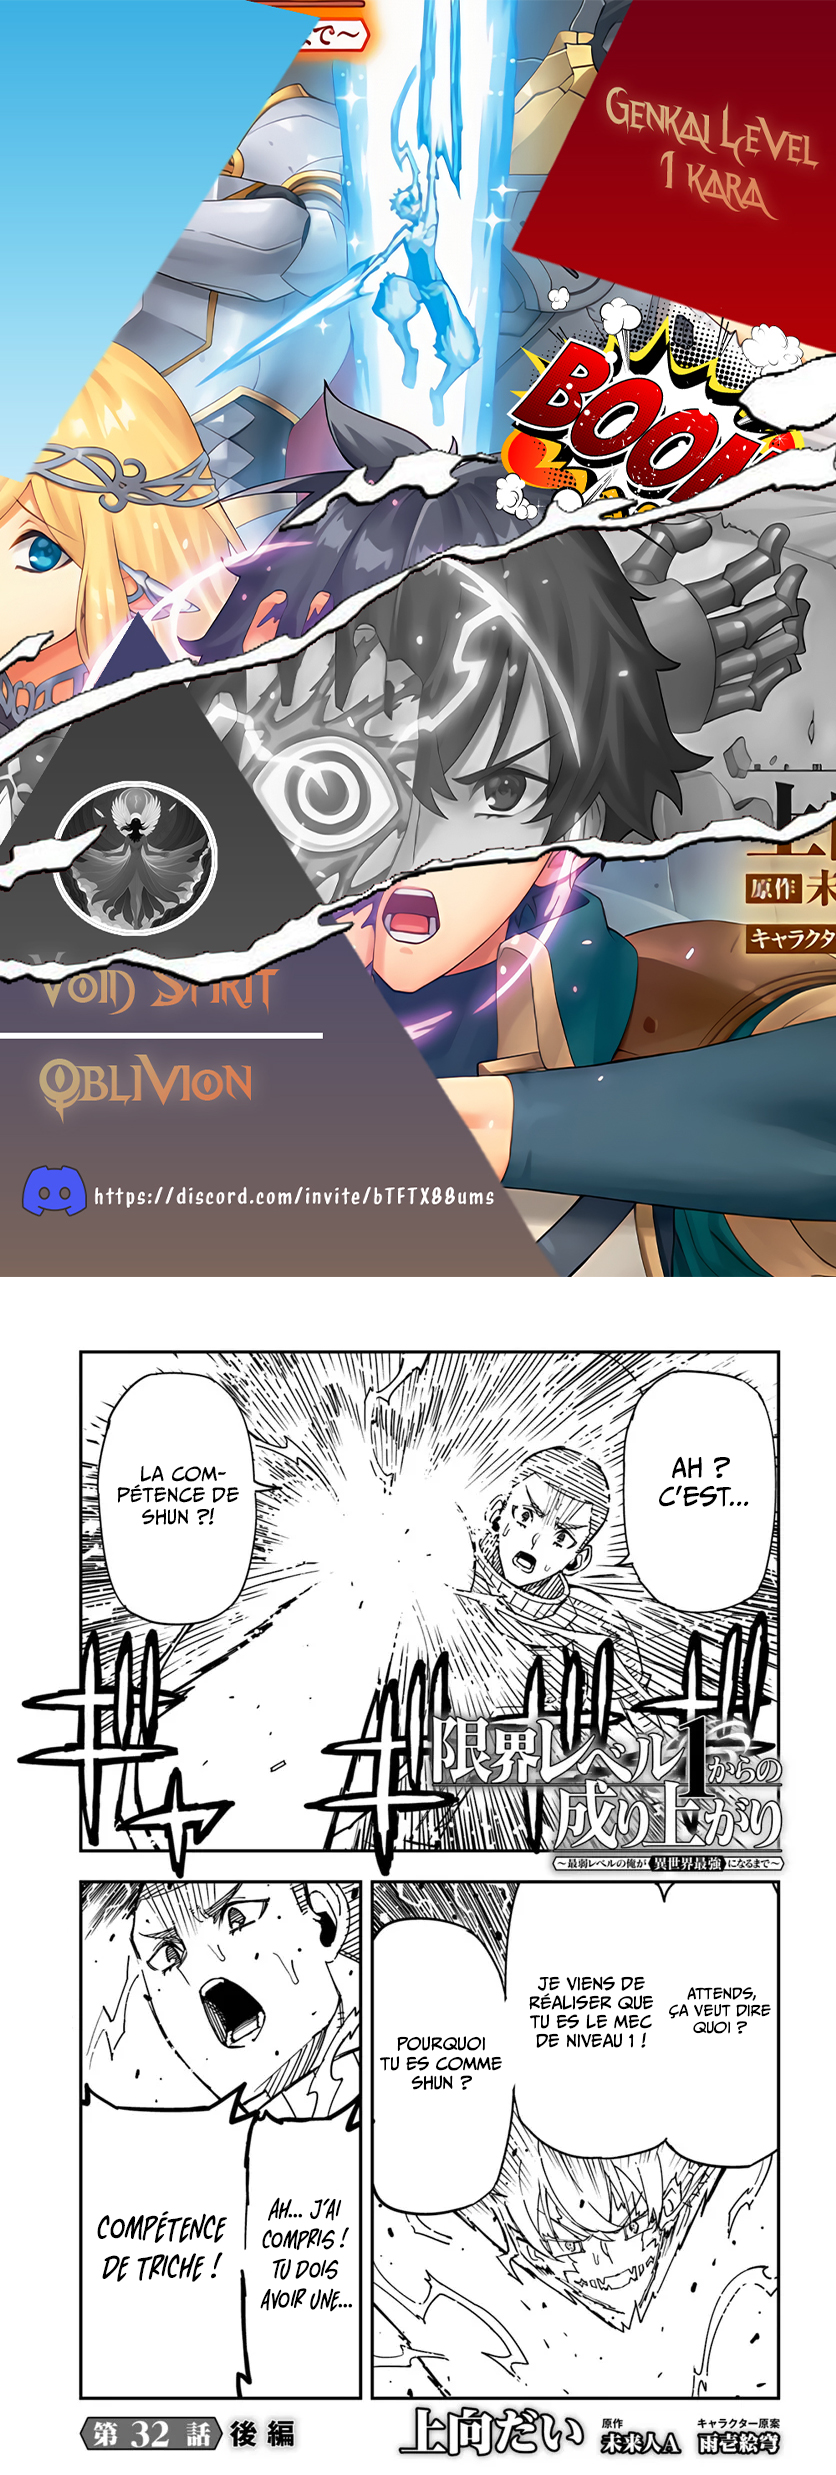 まで～
GENKAI LEVEL
1 KARA
BOOM
原作 未
キャラクタ
VOID SPIRIT
OBLIVION
https://discord.com/invite/bTFTX88ums
AH ?
C'EST...
LA COM-
PÉTENCE DE
SHUN ?!
限界レベル1からの
成り上がり
～最弱レベルの俺が異世界最強になるまで～
ATTENDS,
ÇA VEUT DIRE
QUOI ?
JE VIENS DE
RÉALISER QUE
TU ES LE MEC
DE NIVEAU 1 !
POURQUOI
TU ES COMME
SHUN ?
AH... J'AI
COMPRIS !
TU DOIS
AVOIR UNE...
COMPÉTENCE
DE TRICHE !
第32話 後編
上向だい
原作
未来人A
キャラクター原案
雨壱絵穹